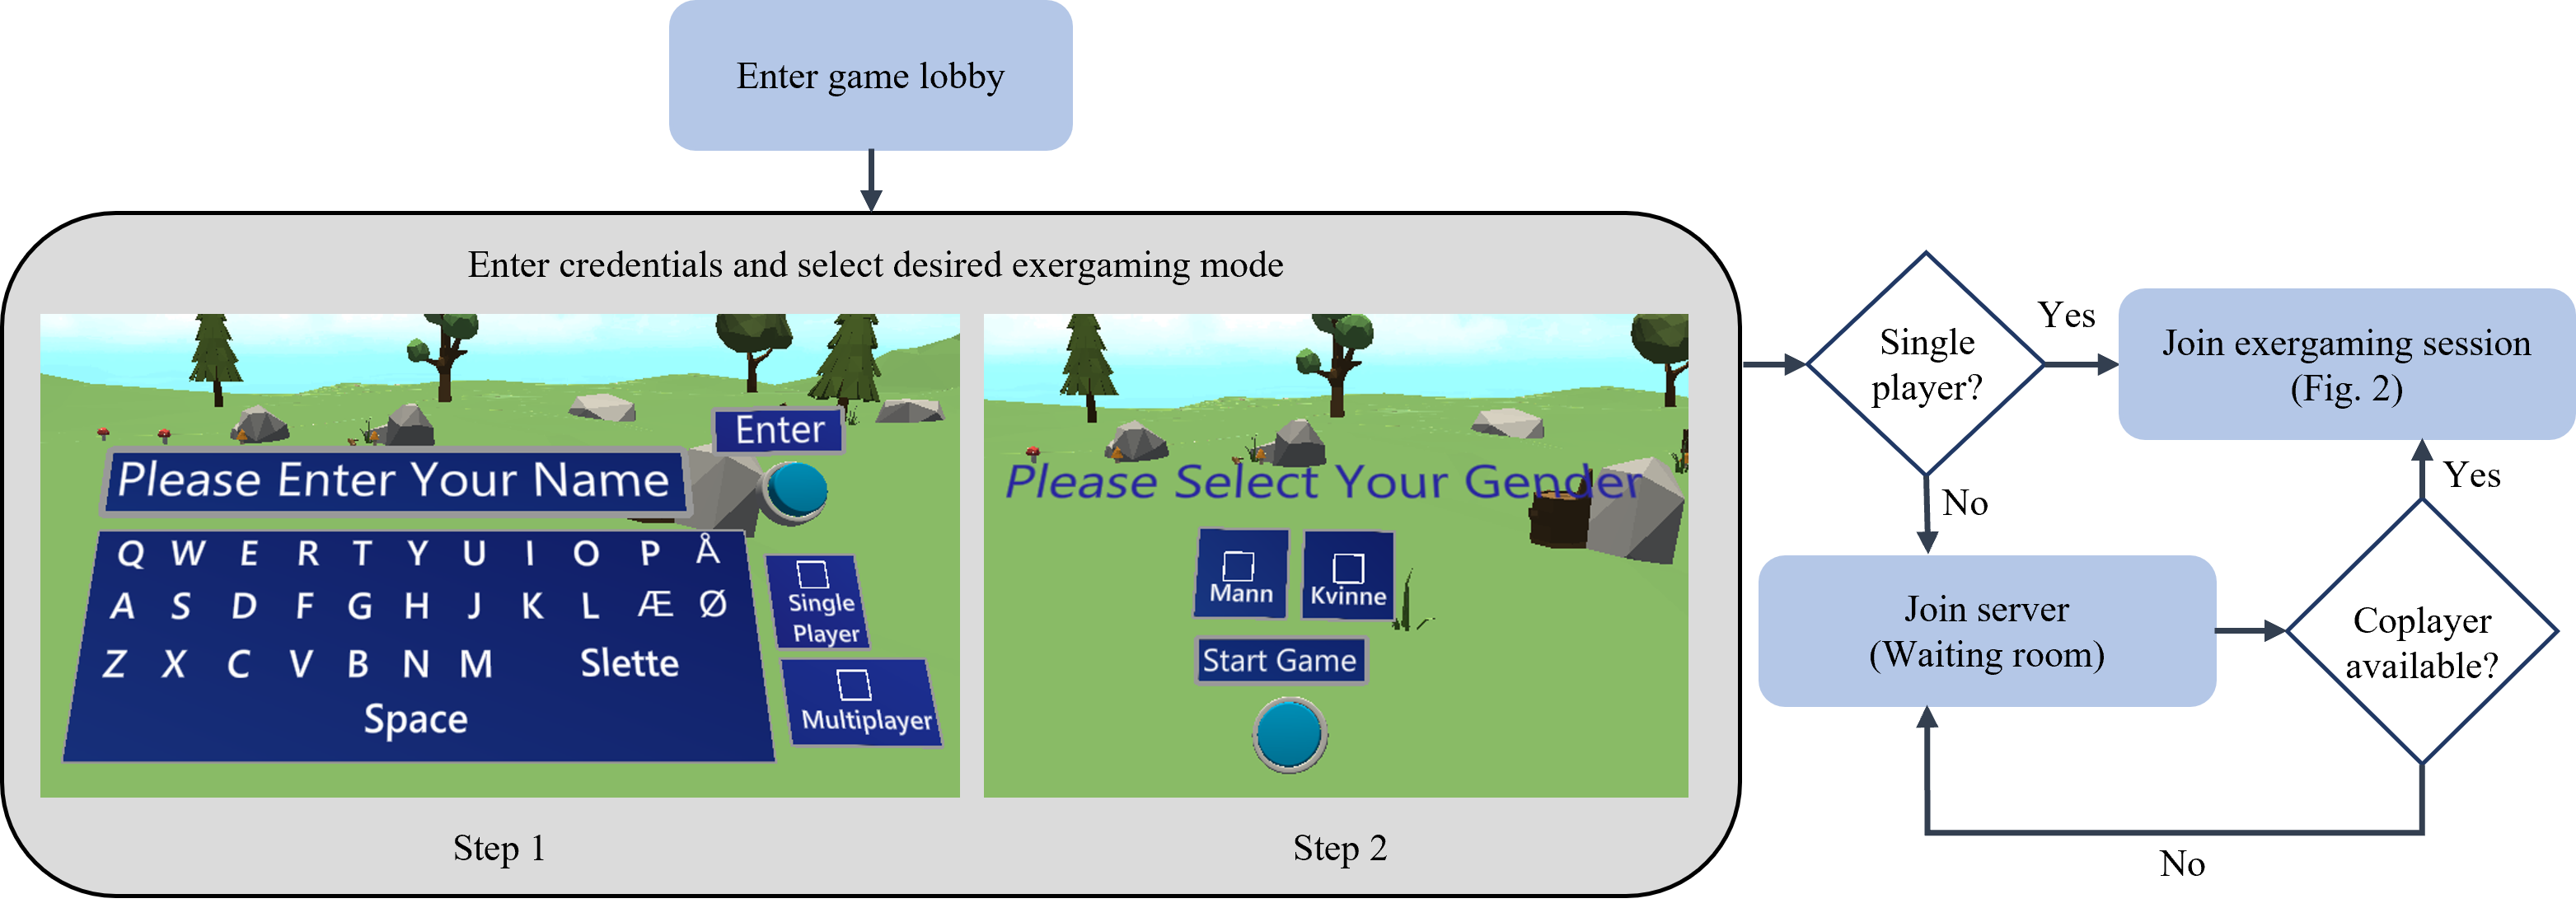 Enter game lobby
Enter credentials and select desired exergaming mode
Enter
Please Enter Your Name
Q W E R T Y U I O P Å
A S D F G H J K L Æ Ø
Z X C V B N M Slette
Space
Single
Player
Multiplayer
Step 1
Please Select Your Gender
Mann
Kvinne
Start Game
Step 2
Single
player?
Yes
Join exergaming session
(Fig. 2)
No
Join server
(Waiting room)
Coplayer
available?
Yes
No